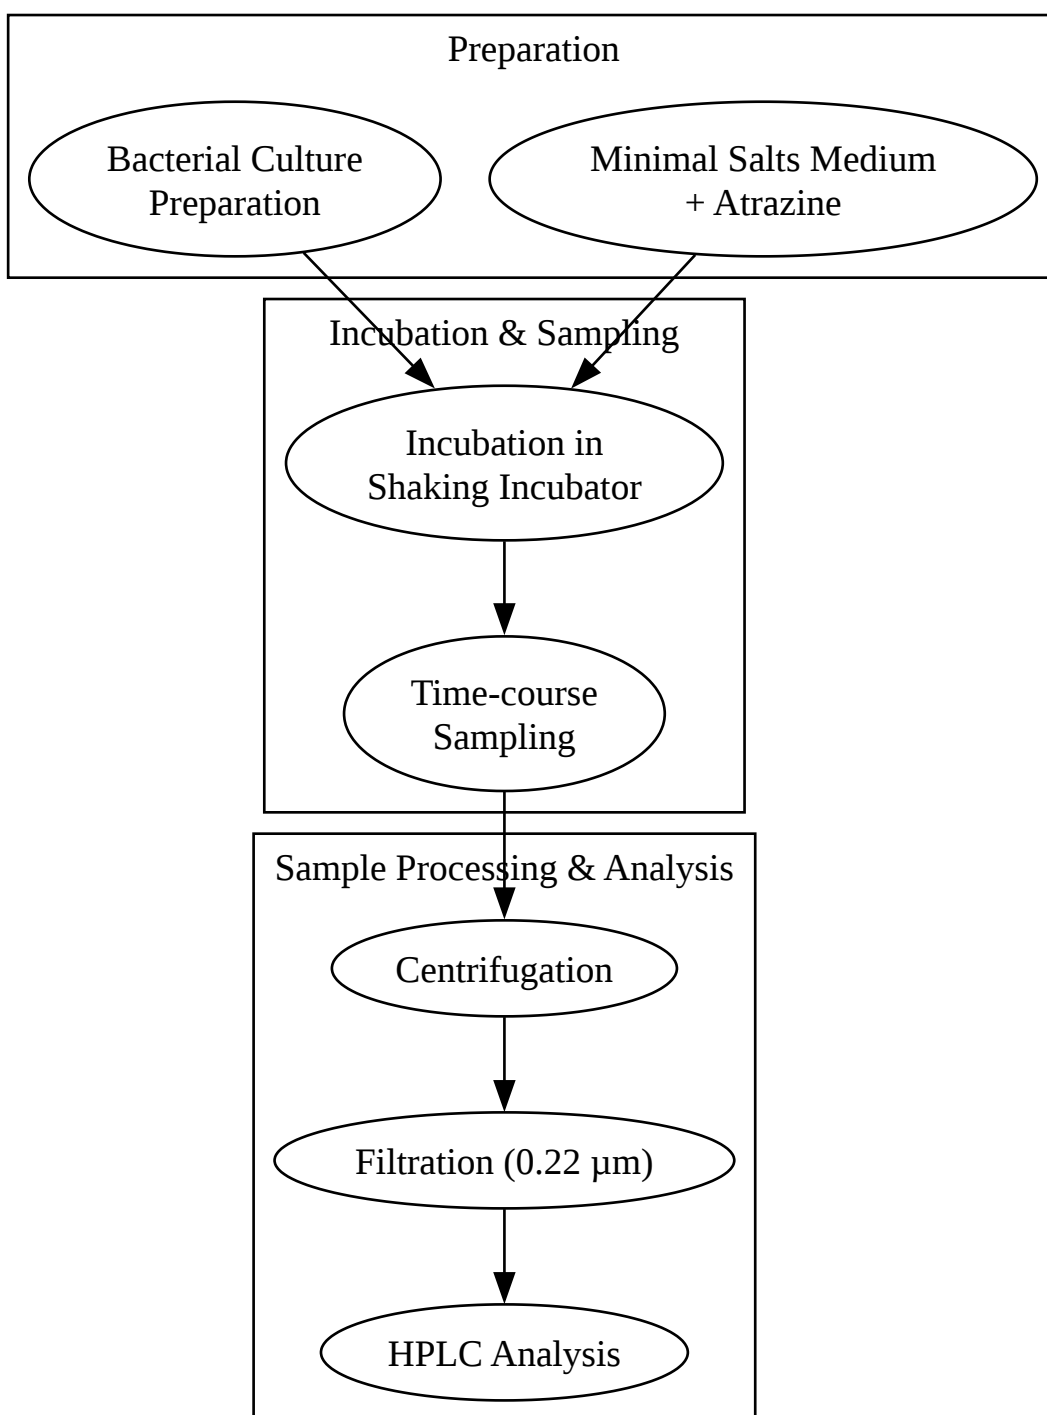 Preparation
Bacterial Culture
Preparation
Minimal Salts Medium
+ Atrazine
Incubation & Sampling
Incubation in
Shaking Incubator
Time-course
Sampling
Sample Processing & Analysis
Centrifugation
Filtration (0.22 µm)
HPLC Analysis